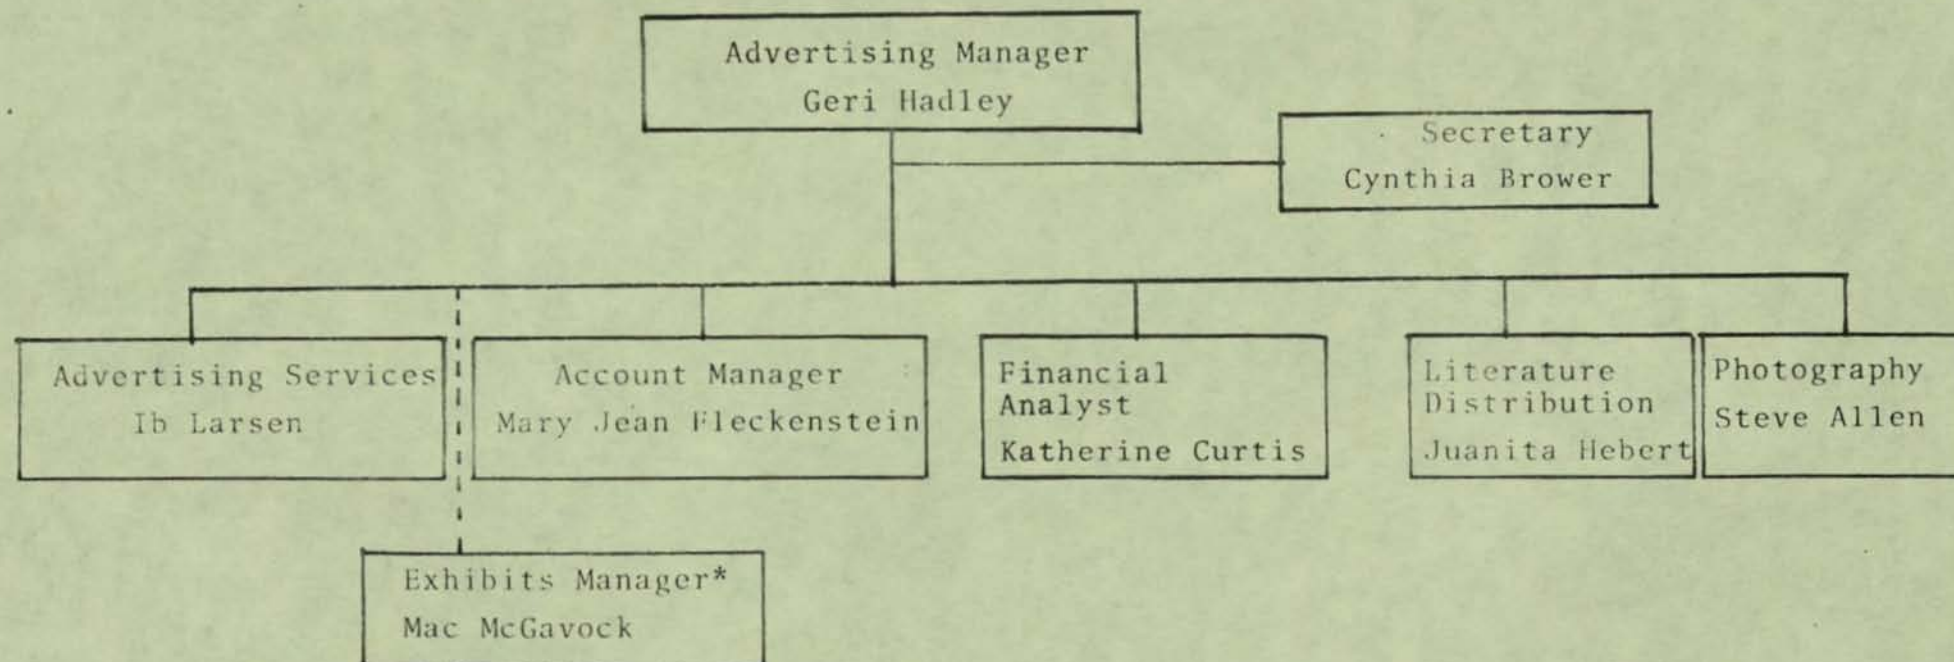 Advertising Manager
Geri Hadley
Secretary
Cynthia Brower
Advertising Services
Ib Larsen
Account Manager
Mary Jean Fleckenstein
Financial
Analyst
Katherine Curtis
Literature
Distribution
Juanita Hebert
Photography
Steve Allen
Exhibits Manager*
Mac McGavock